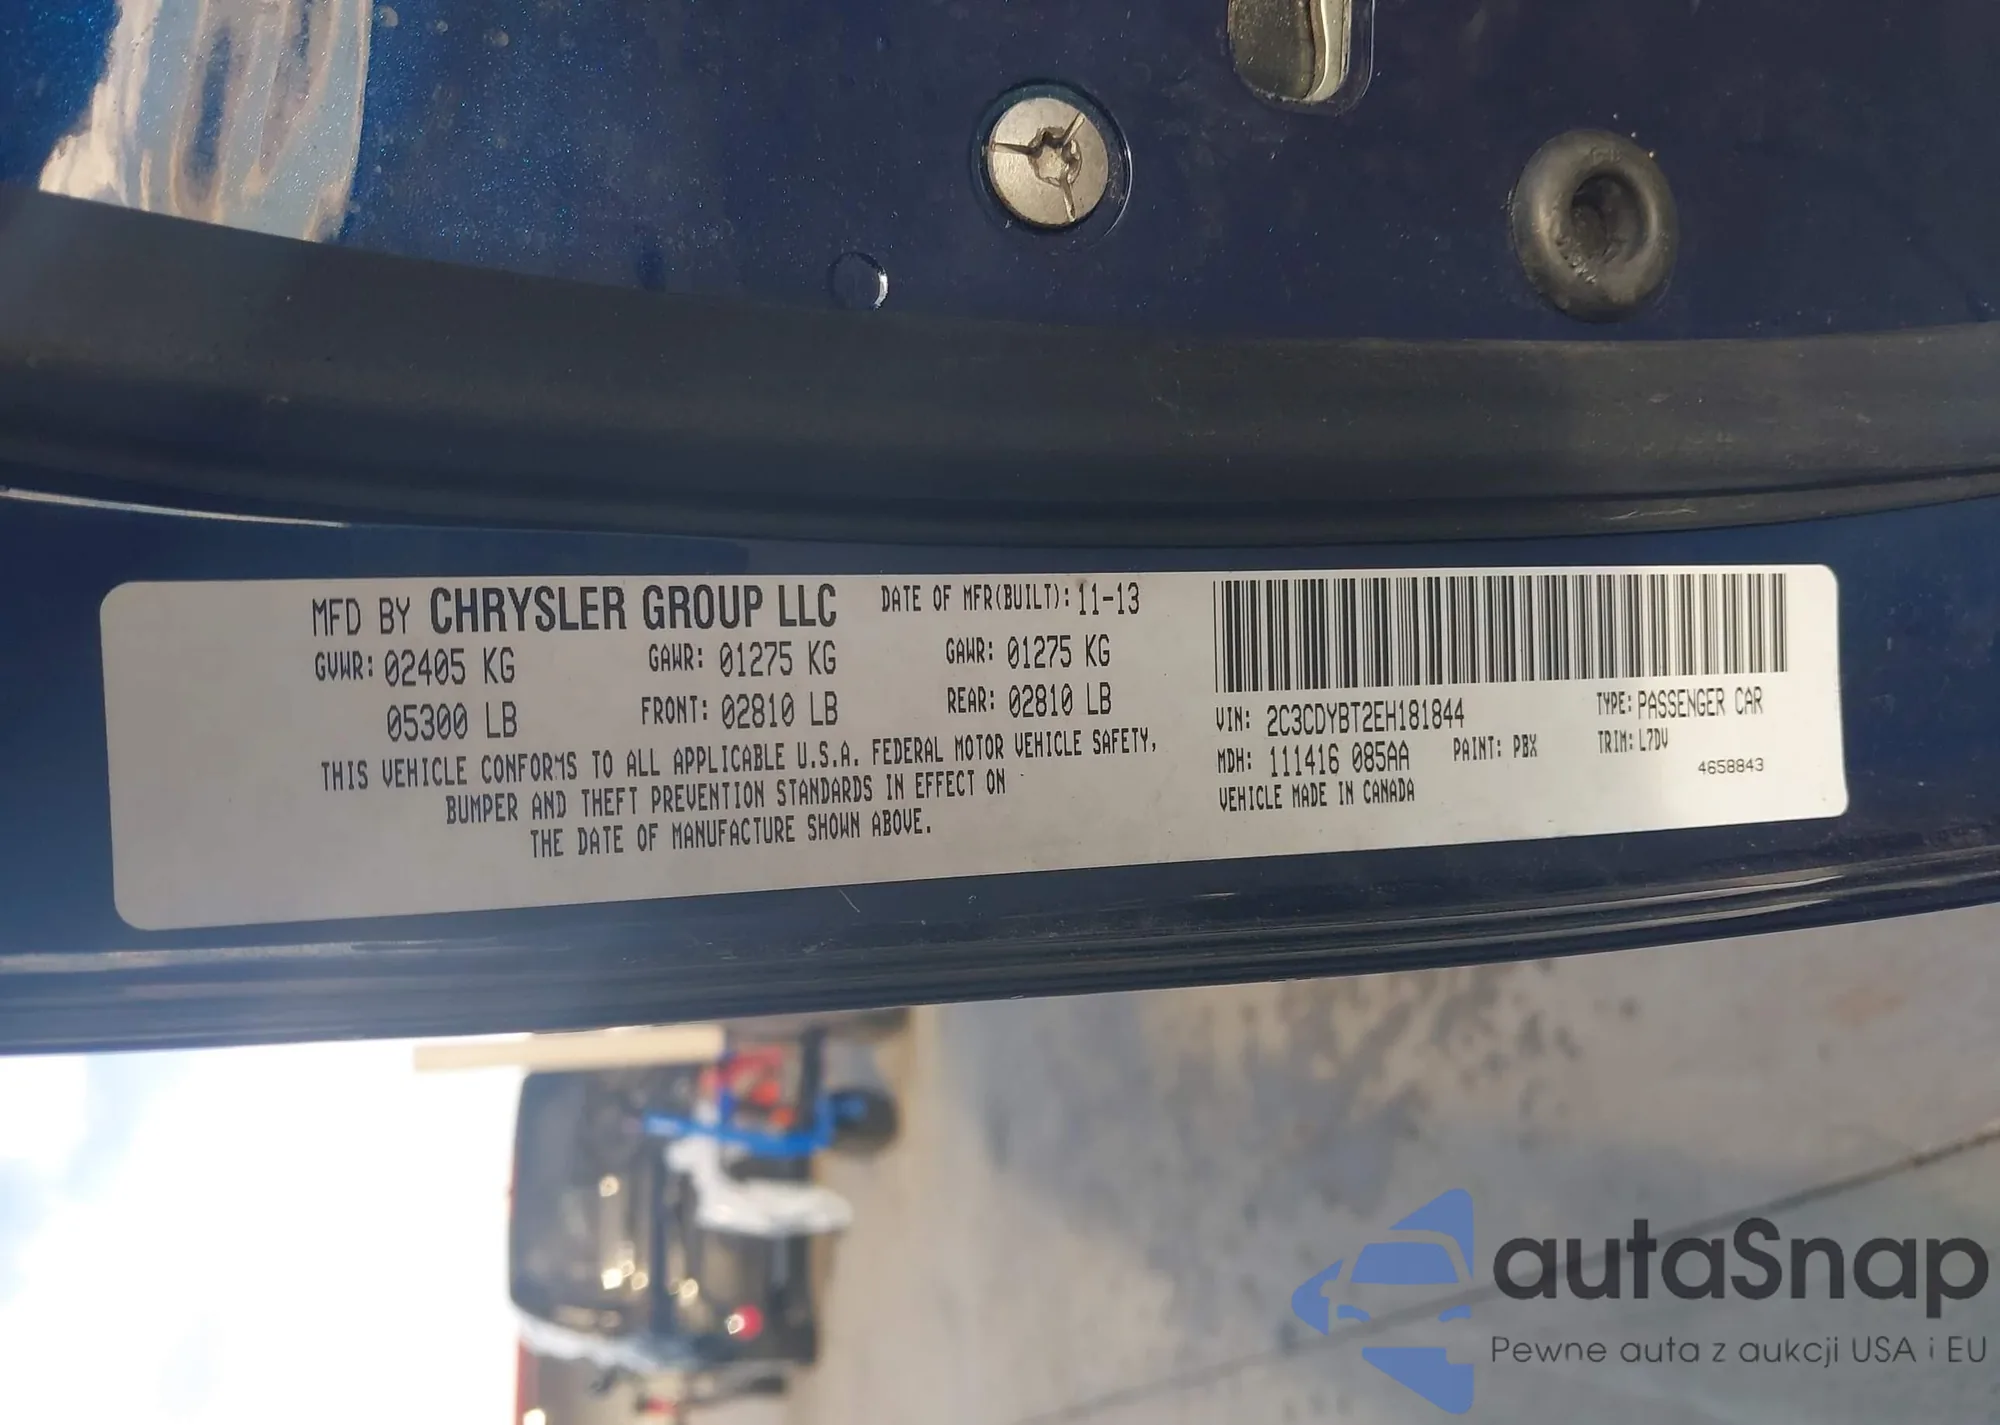 MFD BY CHRYSLER GROUP LLC DATE OF MFR(BUILT): 11-13
GVWR: 02405 KG GAWR: 01275 KG GAWR: 01275 KG
05300 LB FRONT: 02810 LB REAR: 02810 LB
THIS VEHICLE CONFORMS TO ALL APPLICABLE U.S.A. FEDERAL MOTOR VEHICLE SAFETY,
BUMPER AND THEFT PREVENTION STANDARDS IN EFFECT ON
THE DATE OF MANUFACTURE SHOWN ABOVE.
VIN: 2C3CDYBT2EH181844 TYPE: PASSENGER CAR
MDH: 111416 085AA PAINT: PBX TRIM: L7DV
VEHICLE MADE IN CANADA 4658843
autaSnap
Pewne auta z aukcji USA i EU